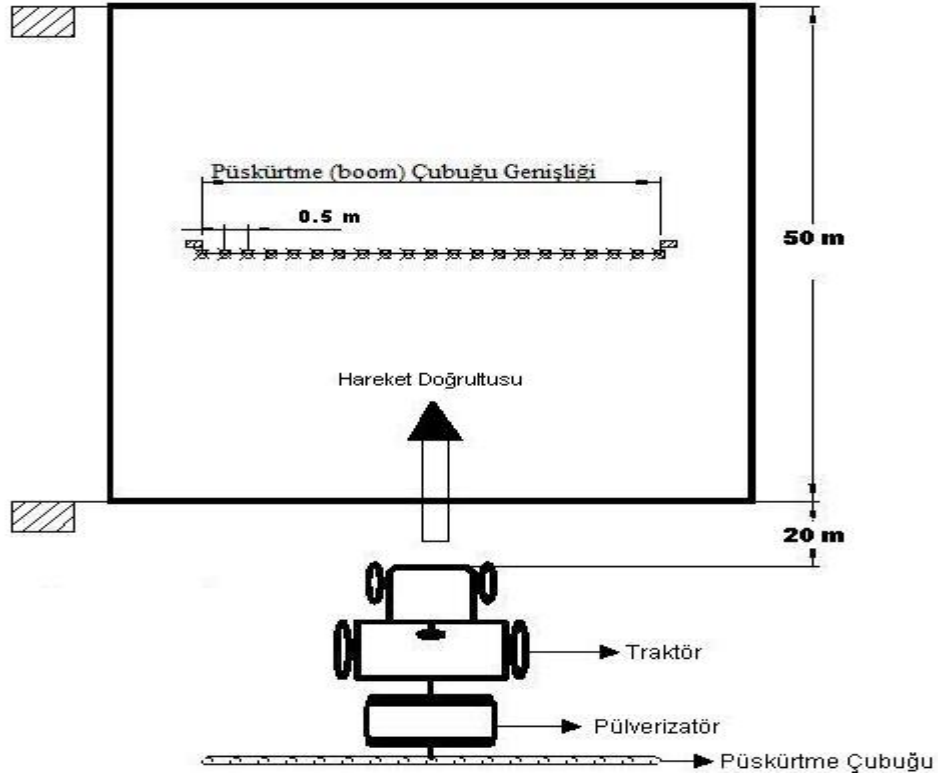 Püskürtme (boom) Çubuğu Genişliği
0.5 m
50 m
Hareket Doğrultusu
20 m
Traktör
Pülverizatör
Püskürtme Çubuğu